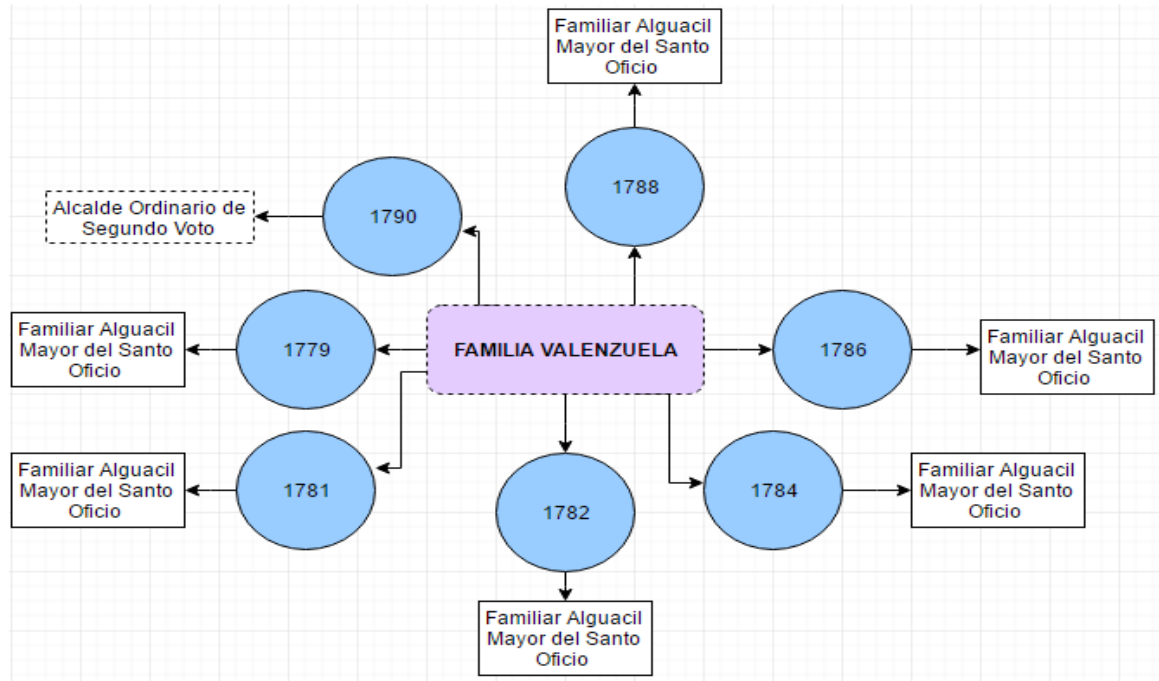 Familiar Alguacil
Mayor del Santo
Oficio
1788
Alcalde Ordinario de
Segundo Voto
1790
Familiar Alguacil
Mayor del Santo
Oficio
1779
FAMILIA VALENZUELA
1786
Familiar Alguacil
Mayor del Santo
Oficio
Familiar Alguacil
Mayor del Santo
Oficio
1781
1782
1784
Familiar Alguacil
Mayor del Santo
Oficio
Familiar Alguacil
Mayor del Santo
Oficio